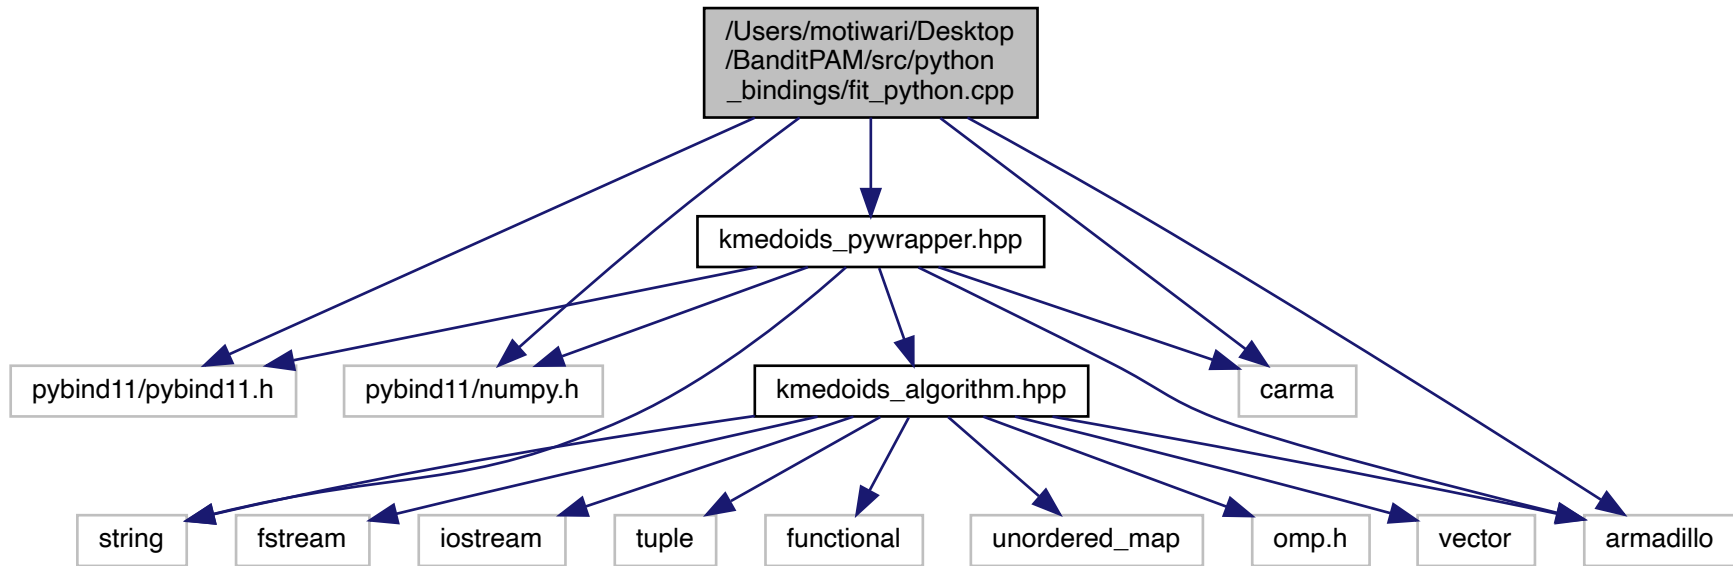 /Users/motiwari/Desktop
/BanditPAM/src/python
_bindings/fit_python.cpp
kmedoids_pywrapper.hpp
pybind11/pybind11.h
pybind11/numpy.h
kmedoids_algorithm.hpp
carma
string
fstream
iostream
tuple
functional
unordered_map
omp.h
vector
armadillo